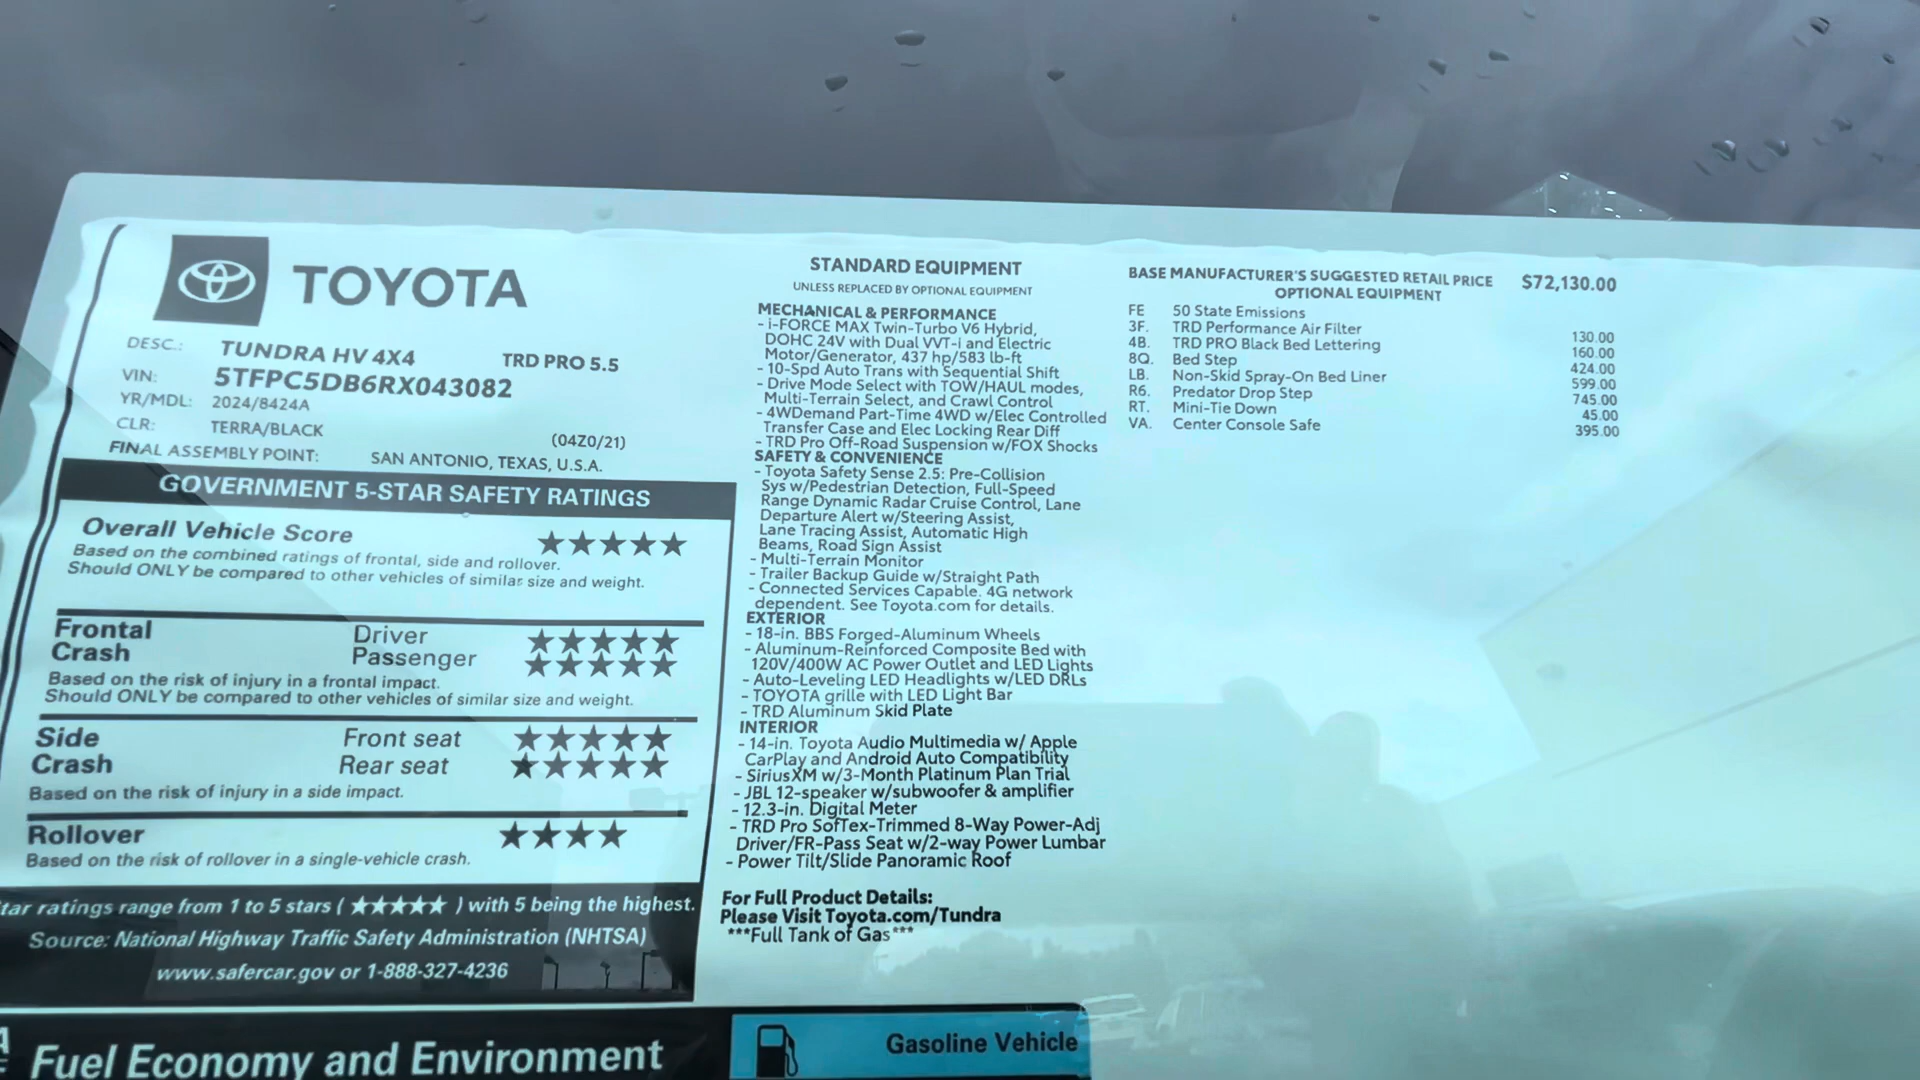 TOYOTA
DESC.: TUNDRA HV 4X4 TRD PRO 5.5
VIN: 5TFPC5DB6RX043082
YR/MDL: 2024/8424A
CLR: TERRA/BLACK (04Z0/21)
FINAL ASSEMBLY POINT: SAN ANTONIO, TEXAS, U.S.A.
GOVERNMENT 5-STAR SAFETY RATINGS
Overall Vehicle Score ★★★★★
Based on the combined ratings of frontal, side and rollover.
Should ONLY be compared to other vehicles of similar size and weight.
Frontal Driver ★★★★★
Crash Passenger ★★★★★
Based on the risk of injury in a frontal impact.
Should ONLY be compared to other vehicles of similar size and weight.
Side Front seat ★★★★★
Crash Rear seat ★★★★★
Based on the risk of injury in a side impact.
Rollover ★★★★
Based on the risk of rollover in a single-vehicle crash.
tar ratings range from 1 to 5 stars (★★★★★) with 5 being the highest.
Source: National Highway Traffic Safety Administration (NHTSA)
www.safercar.gov or 1-888-327-4236
Fuel Economy and Environment
Gasoline Vehicle
STANDARD EQUIPMENT
UNLESS REPLACED BY OPTIONAL EQUIPMENT
MECHANICAL & PERFORMANCE
- i-FORCE MAX Twin-Turbo V6 Hybrid,
DOHC 24V with Dual VVT-i and Electric
Motor/Generator, 437 hp/583 lb-ft
- 10-Spd Auto Trans with Sequential Shift
- Drive Mode Select with TOW/HAUL modes,
Multi-Terrain Select, and Crawl Control
- 4WDemand Part-Time 4WD w/Elec Controlled
Transfer Case and Elec Locking Rear Diff
- TRD Pro Off-Road Suspension w/FOX Shocks
SAFETY & CONVENIENCE
- Toyota Safety Sense 2.5: Pre-Collision
Sys w/Pedestrian Detection, Full-Speed
Range Dynamic Radar Cruise Control, Lane
Departure Alert w/Steering Assist,
Lane Tracing Assist, Automatic High
Beams, Road Sign Assist
- Multi-Terrain Monitor
- Trailer Backup Guide w/Straight Path
- Connected Services Capable. 4G network
dependent. See Toyota.com for details.
EXTERIOR
- 18-in. BBS Forged-Aluminum Wheels
- Aluminum-Reinforced Composite Bed with
120V/400W AC Power Outlet and LED Lights
- Auto-Leveling LED Headlights w/LED DRLs
- TOYOTA grille with LED Light Bar
- TRD Aluminum Skid Plate
INTERIOR
- 14-in. Toyota Audio Multimedia w/ Apple
CarPlay and Android Auto Compatibility
- SiriusXM w/3-Month Platinum Plan Trial
- JBL 12-speaker w/subwoofer & amplifier
- 12.3-in. Digital Meter
- TRD Pro SofTex-Trimmed 8-Way Power-Adj
Driver/FR-Pass Seat w/2-way Power Lumbar
- Power Tilt/Slide Panoramic Roof
For Full Product Details:
Please Visit Toyota.com/Tundra
***Full Tank of Gas***
BASE MANUFACTURER'S SUGGESTED RETAIL PRICE $72,130.00
OPTIONAL EQUIPMENT
FE 50 State Emissions
3F. TRD Performance Air Filter 130.00
4B. TRD PRO Black Bed Lettering 160.00
8Q. Bed Step 424.00
LB. Non-Skid Spray-On Bed Liner 599.00
R6. Predator Drop Step 745.00
RT. Mini-Tie Down 45.00
VA. Center Console Safe 395.00